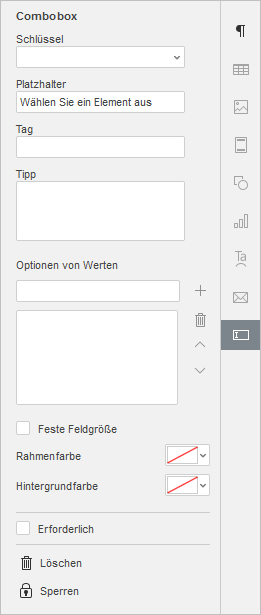 Combobox
Schlüssel
Platzhalter
Wählen Sie ein Element aus
Tag
Tipp
Optionen von Werten
Feste Feldgröße
Rahmenfarbe
Hintergrundfarbe
Erforderlich
Löschen
Sperren
¶
Ta